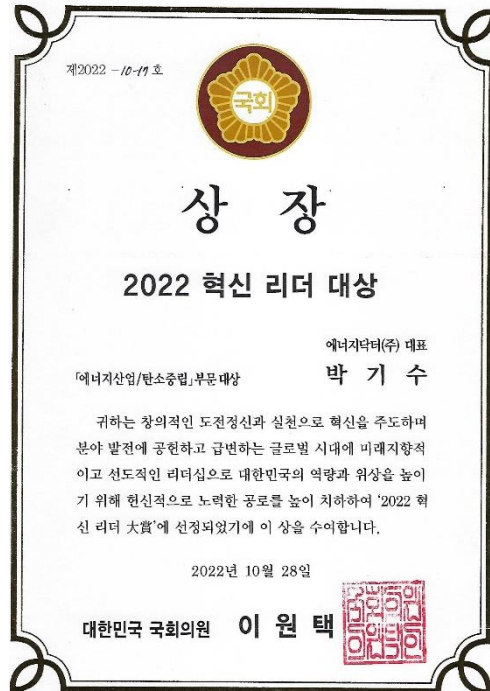 제2022 -10-17 호
국회
상 장
2022 혁신 리더 대상
에너지닥터(주) 대표
「에너지산업/탄소중립」부문 대상
박 기 수
귀하는 창의적인 도전정신과 실천으로 혁신을 주도하며
분야 발전에 공헌하고 급변하는 글로벌 시대에 미래지향적
이고 선도적인 리더십으로 대한민국의 역량과 위상을 높이
기 위해 헌신적으로 노력한 공로를 높이 치하하여 '2022 혁
신 리더 大賞'에 선정되었기에 이 상을 수여합니다.
2022년 10월 28일
대한민국 국회의원 이 원 택